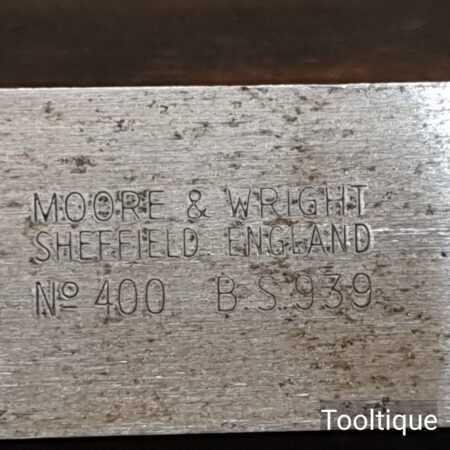 MOORE & WRIGHT
SHEFFIELD ENGLAND
Nº 400 B.S.939
Tooltique